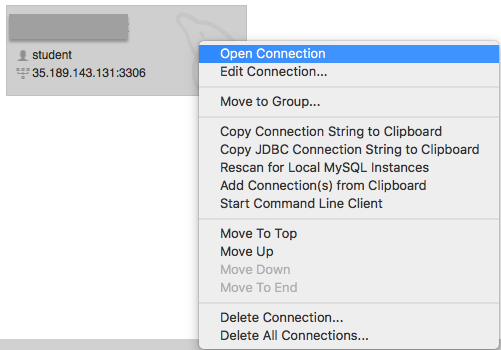 student
35.189.143.131:3306
Open Connection
Edit Connection...
Move to Group...
Copy Connection String to Clipboard
Copy JDBC Connection String to Clipboard
Rescan for Local MySQL Instances
Add Connection(s) from Clipboard
Start Command Line Client
Move To Top
Move Up
Move Down
Move To End
Delete Connection...
Delete All Connections...